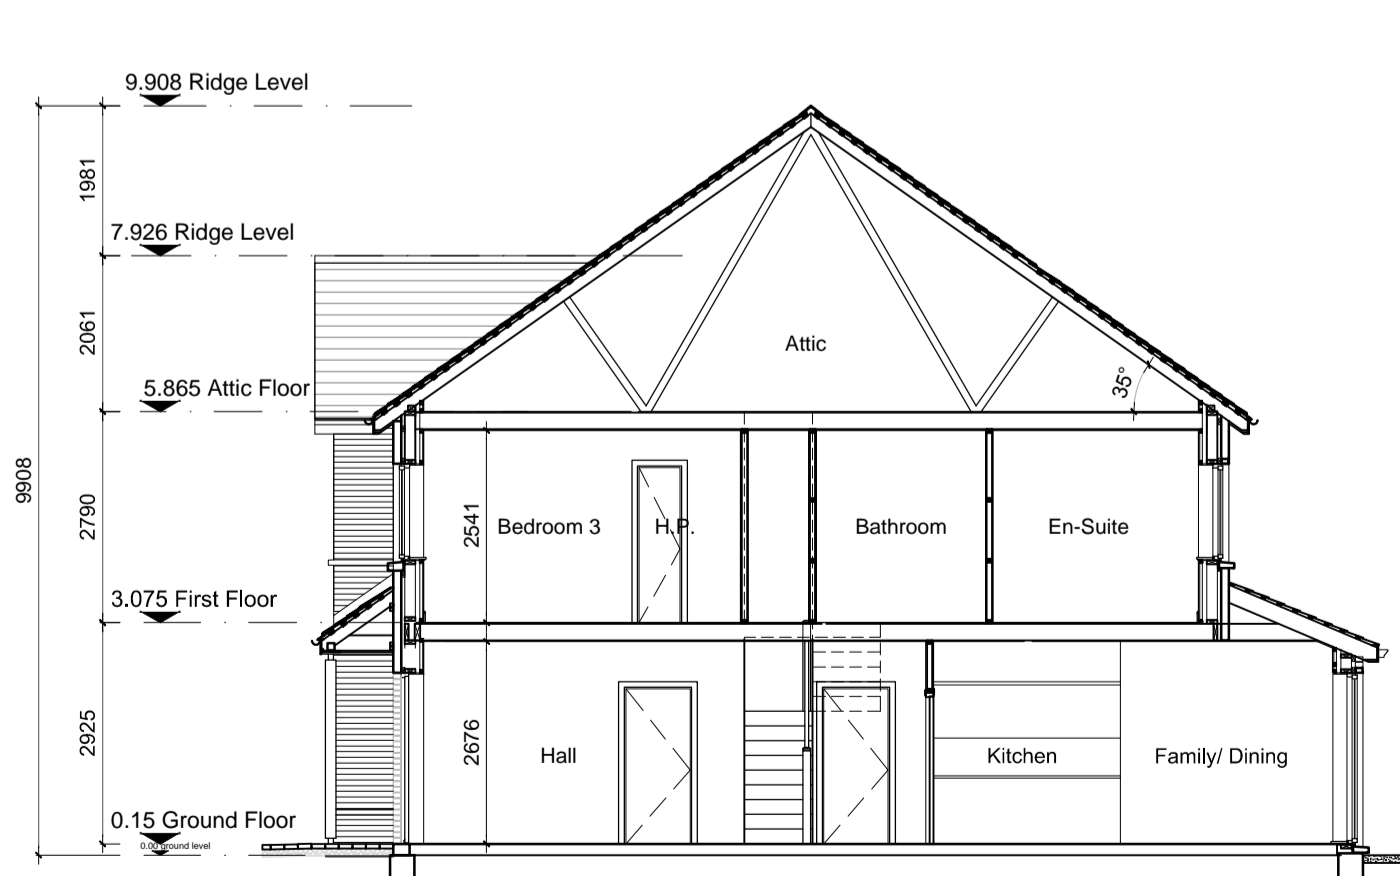 9.908 Ridge Level
1981
7.926 Ridge Level
2061
Attic
35°
5.865 Attic Floor
9908
2790
2541
Bedroom 3
H.P.
Bathroom
En-Suite
3.075 First Floor
2925
2676
Hall
Kitchen
Family/ Dining
0.15 Ground Floor
0.00 ground level